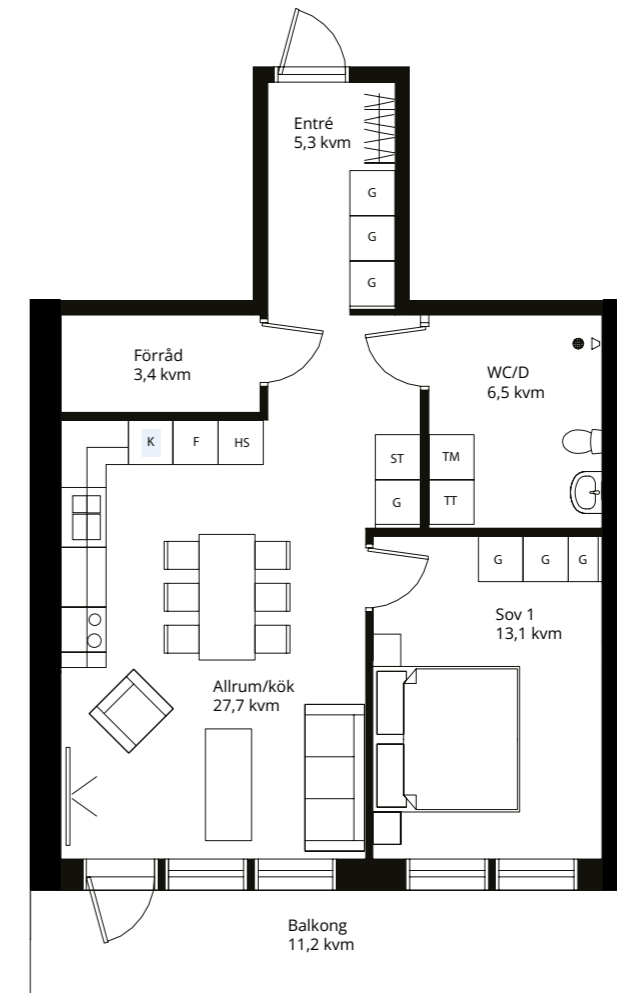 Entré
5,3 kvm
G
G
G
Förråd
3,4 kvm
WC/D
6,5 kvm
K
F
HS
ST
TM
G
TT
G
G
G
Sov 1
13,1 kvm
Allrum/kök
27,7 kvm
Balkong
11,2 kvm